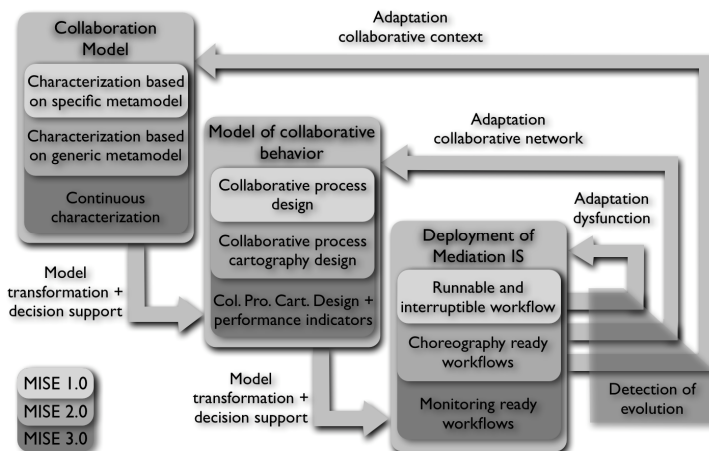 Collaboration
Model
Characterization based
on specific metamodel
Characterization based
on generic metamodel
Continuous
characterization
Adaptation
collaborative context
Model of collaborative
behavior
Collaborative process
design
Collaborative process
cartography design
Col. Pro. Cart. Design +
performance indicators
Adaptation
collaborative network
Adaptation
dysfunction
Deployment of
Mediation IS
Runnable and
interruptible workflow
Choreography ready
workflows
Monitoring ready
workflows
Model
transformation +
decision support
Model
transformation +
decision support
Detection of
evolution
MISE 1.0
MISE 2.0
MISE 3.0